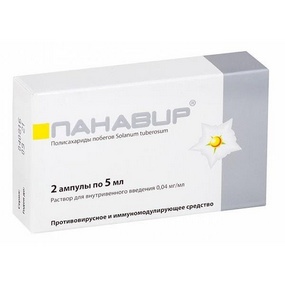 ПАНАВИР®
Полисахариды побегов Solanum tuberosum
2 ампулы по 5 мл
Раствор для внутривенного введения 0,04 мг/мл
Противовирусное и иммуномодулирующее средство